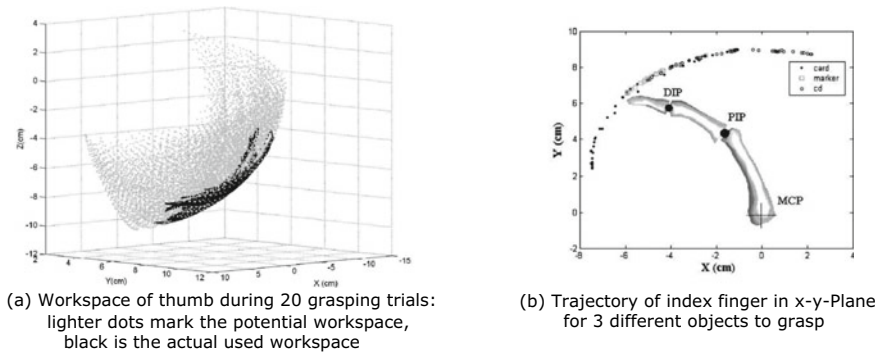 4
2
0
-2
-4
-6
-8
-10
-12
Z(cm)
2
4
6
8
10
12
Y(cm)
10
5
0
-5
-10
-15
X (cm)
(a) Workspace of thumb during 20 grasping trials:
lighter dots mark the potential workspace,
black is the actual used workspace
10
8
6
4
2
0
-2
Y (cm)
card
marker
cd
DIP
PIP
MCP
-8
-6
-4
-2
0
2
4
X (cm)
(b) Trajectory of index finger in x-y-Plane
for 3 different objects to grasp